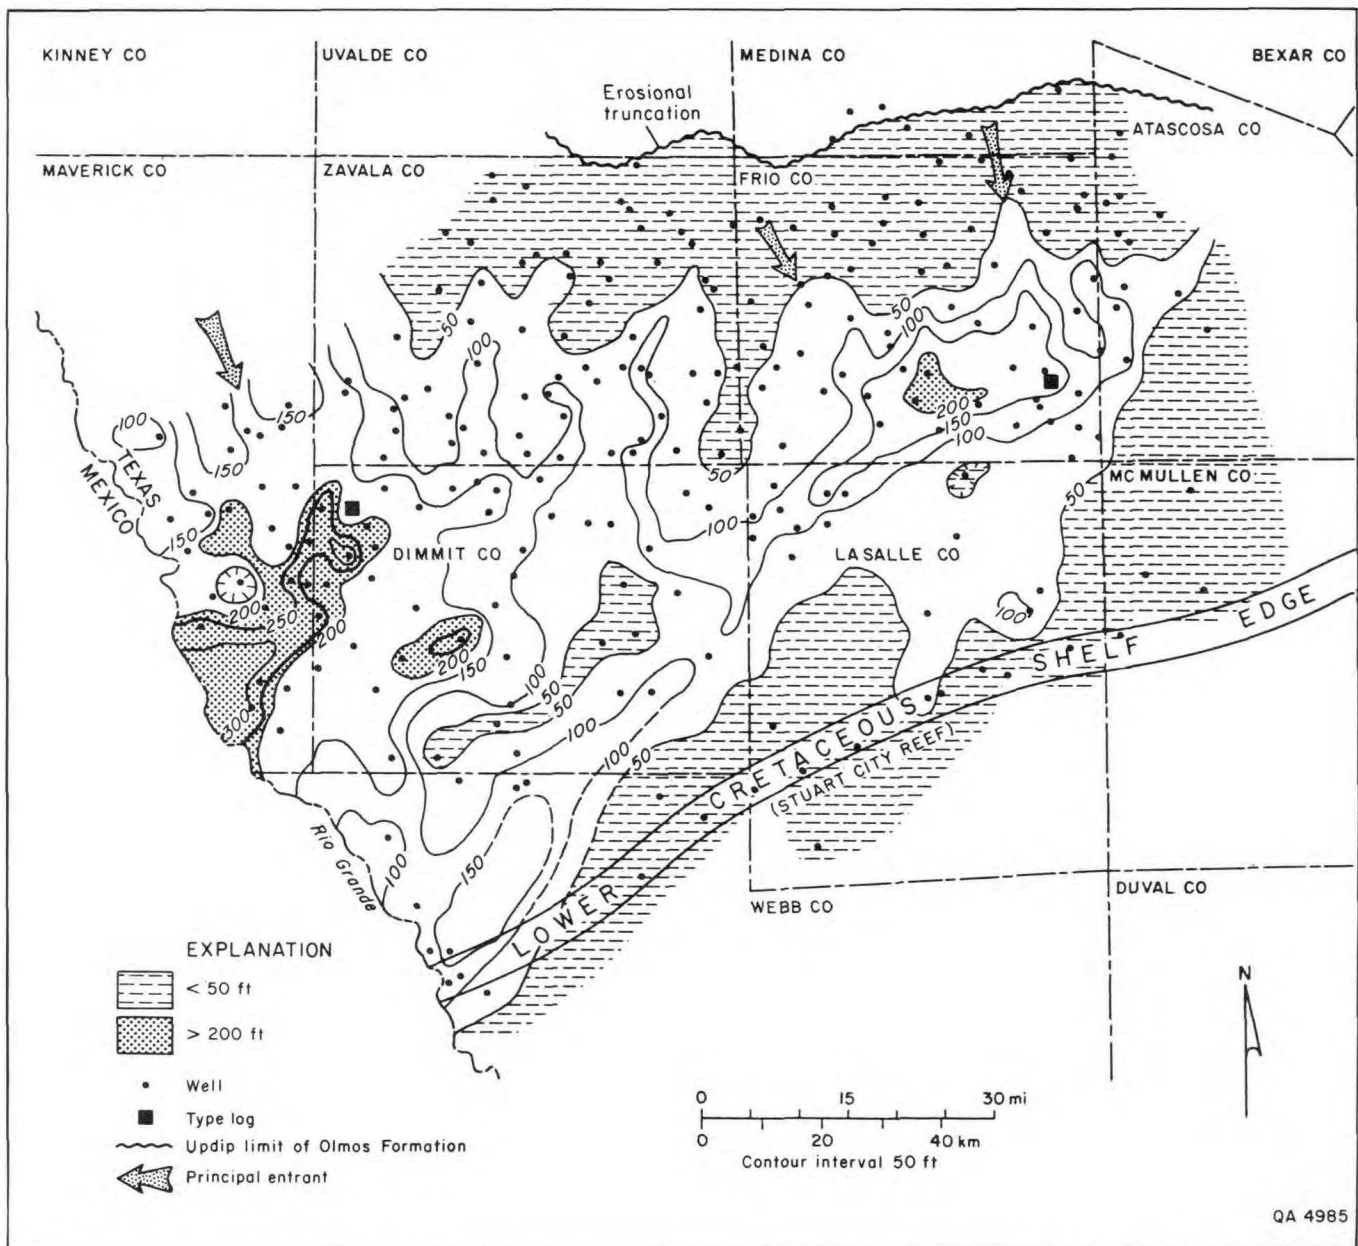 KINNEY CO
UVALDE CO
MEDINA CO
BEXAR CO
Erosional
truncation
ATASCOSA CO
MAVERICK CO
ZAVALA CO
FRIO CO
50
100
50
100
150
100
150
200
150
100
50
TEXAS
MEXICO
MCMULLEN CO
50
100
150
DIMMIT CO
LASALLE CO
200
250
200
100
200
150
100
50
50
100
300
100
50
LOWER CRETACEOUS SHELF EDGE
(STUART CITY REEF)
Rio Grande
100
150
WEBB CO
DUVAL CO
EXPLANATION
< 50 ft
> 200 ft
Well
Type log
Updip limit of Olmos Formation
Principal entrant
N
0 15 30 mi
0 20 40 km
Contour interval 50 ft
QA 4985